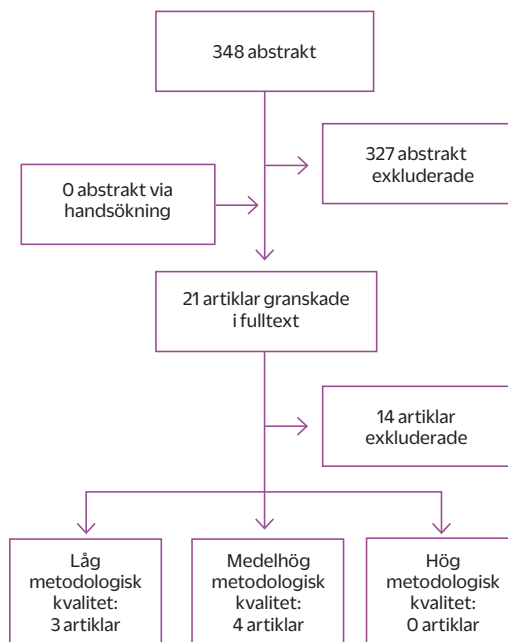 348 abstrakt
327 abstrakt
exkluderade
0 abstrakt via
handsökning
21 artiklar granskade
i fulltext
14 artiklar
exkluderade
Låg
metodologisk
kvalitet:
3 artiklar
Medelhög
metodologisk
kvalitet:
4 artiklar
Hög
metodologisk
kvalitet:
0 artiklar